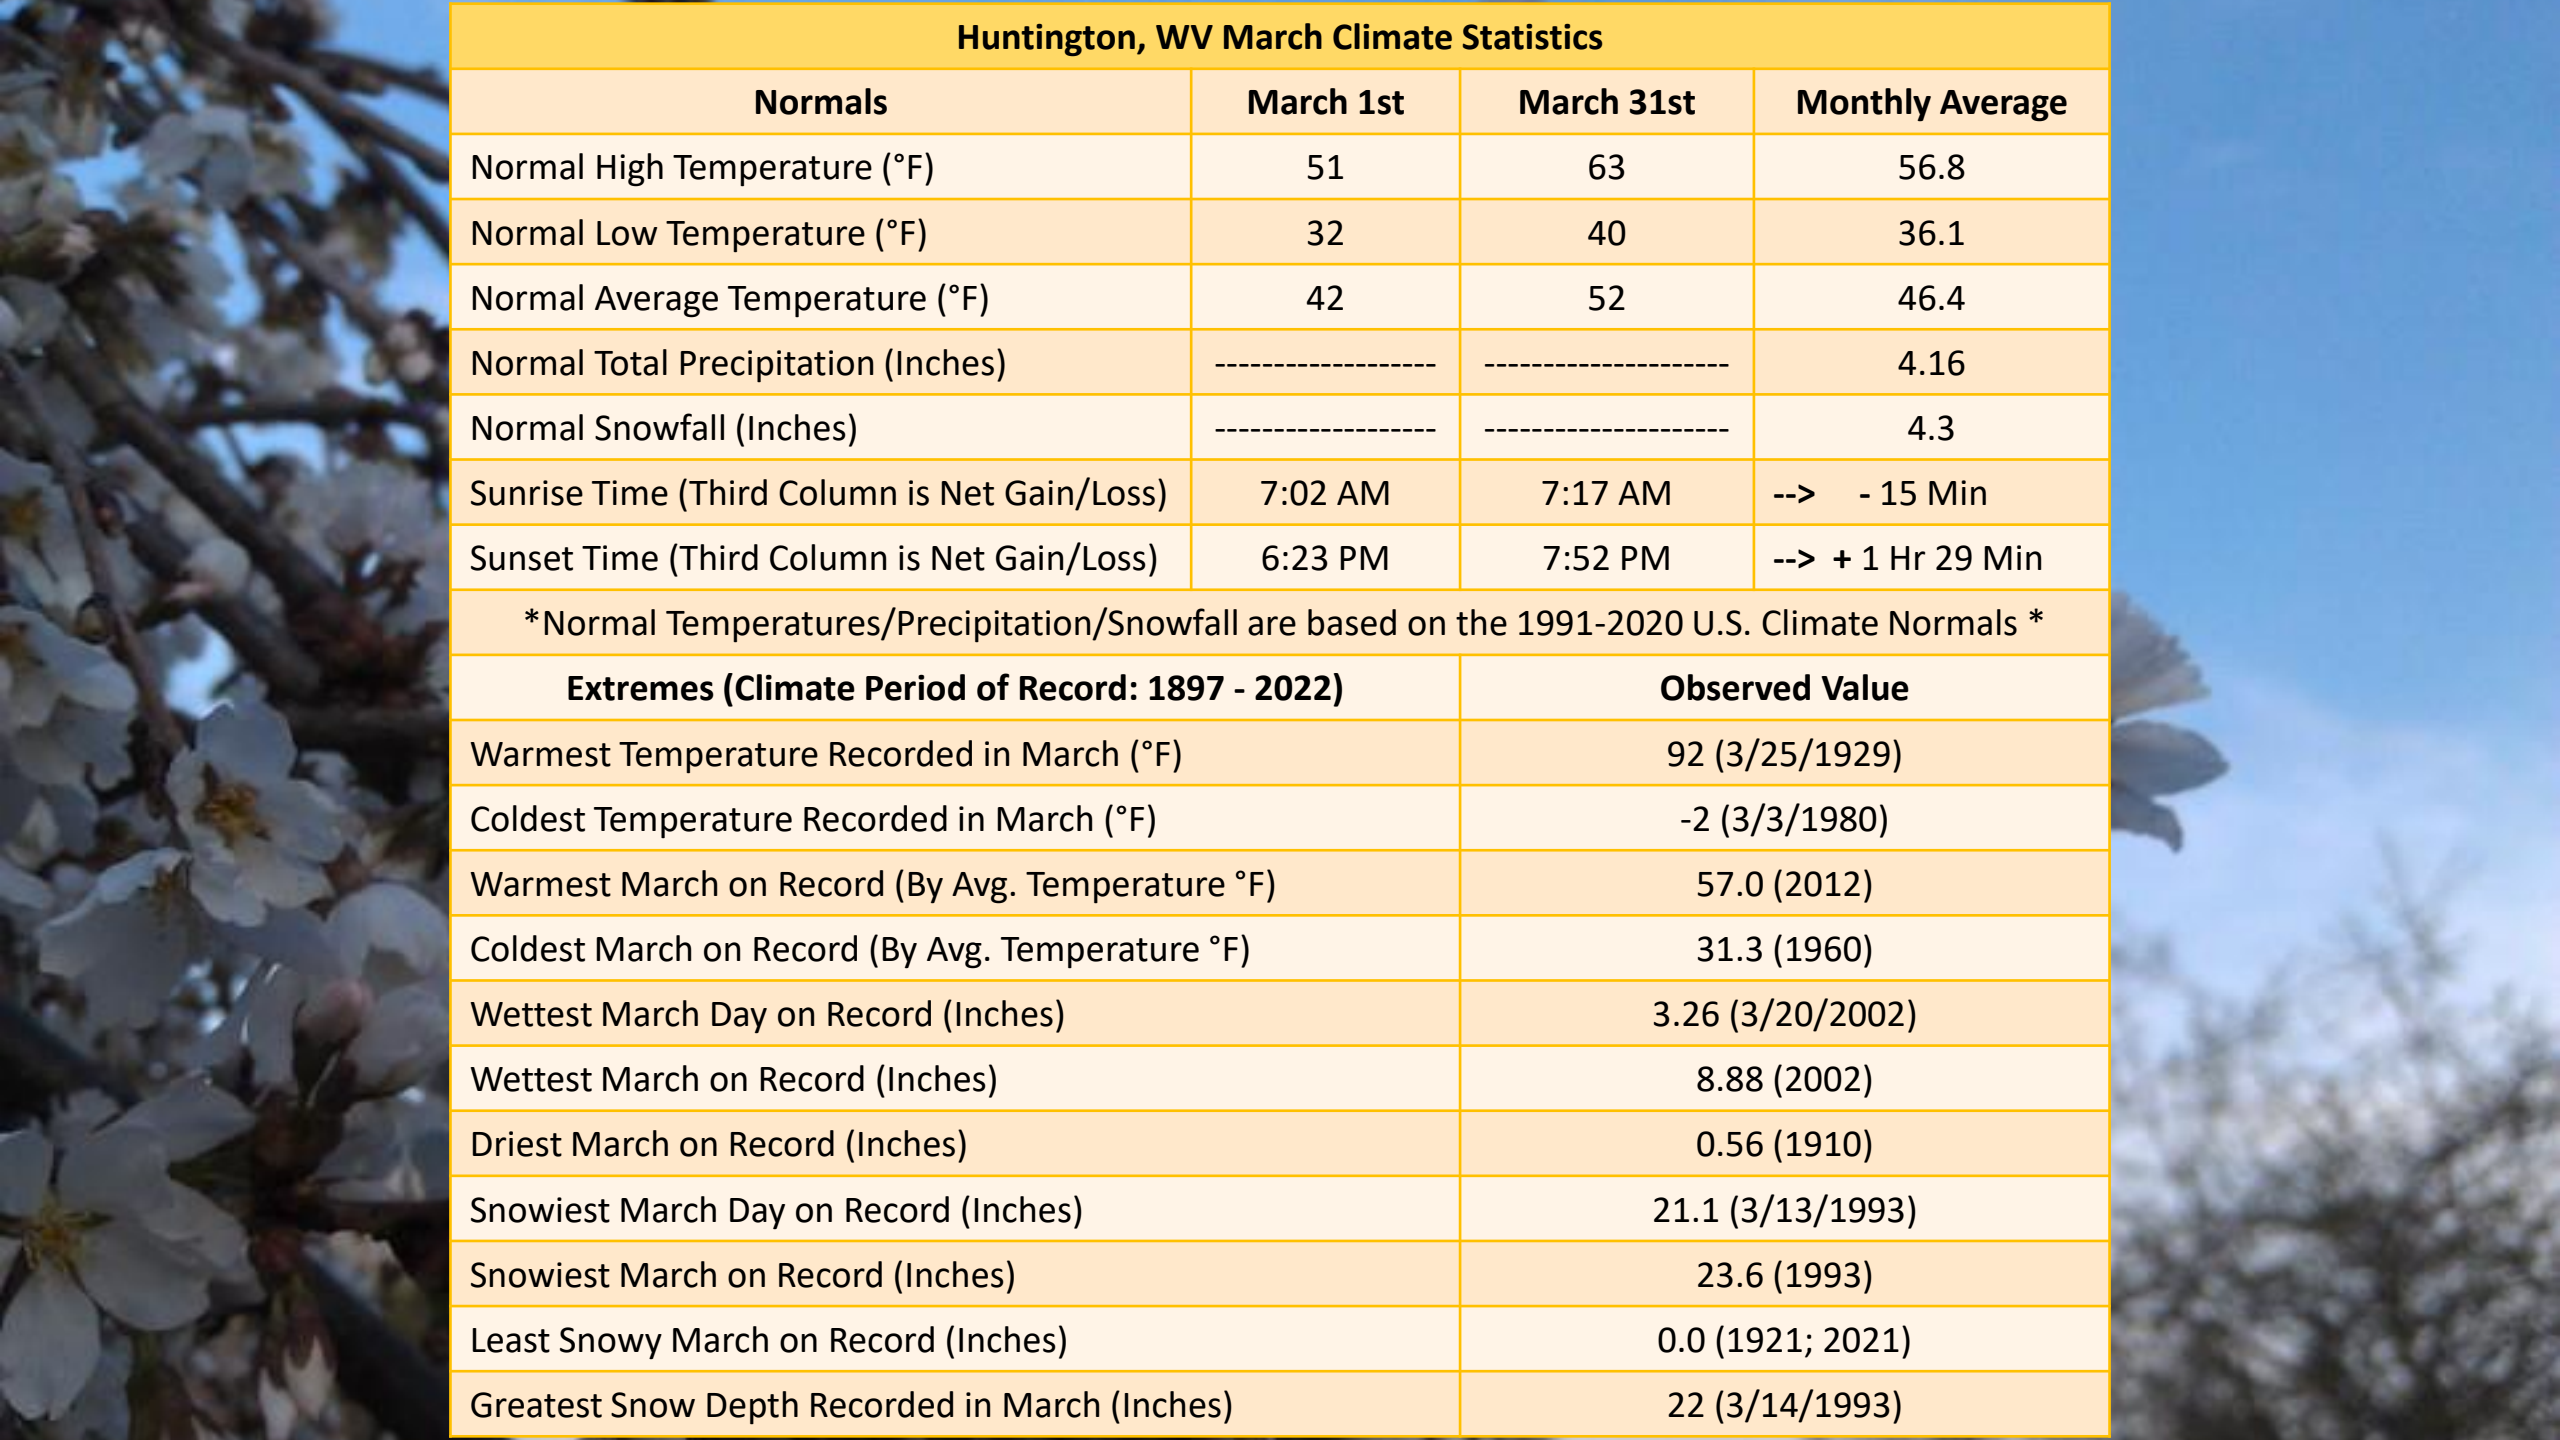 Huntington, WV March Climate Statistics
Normals March 1st March 31st Monthly Average
Normal High Temperature (°F) 51 63 56.8
Normal Low Temperature (°F) 32 40 36.1
Normal Average Temperature (°F) 42 52 46.4
Normal Total Precipitation (Inches) ------------------- --------------------- 4.16
Normal Snowfall (Inches) ------------------- --------------------- 4.3
Sunrise Time (Third Column is Net Gain/Loss) 7:02 AM 7:17 AM --> - 15 Min
Sunset Time (Third Column is Net Gain/Loss) 6:23 PM 7:52 PM --> + 1 Hr 29 Min
*Normal Temperatures/Precipitation/Snowfall are based on the 1991-2020 U.S. Climate Normals *
Extremes (Climate Period of Record: 1897 - 2022) Observed Value
Warmest Temperature Recorded in March (°F) 92 (3/25/1929)
Coldest Temperature Recorded in March (°F) -2 (3/3/1980)
Warmest March on Record (By Avg. Temperature °F) 57.0 (2012)
Coldest March on Record (By Avg. Temperature °F) 31.3 (1960)
Wettest March Day on Record (Inches) 3.26 (3/20/2002)
Wettest March on Record (Inches) 8.88 (2002)
Driest March on Record (Inches) 0.56 (1910)
Snowiest March Day on Record (Inches) 21.1 (3/13/1993)
Snowiest March on Record (Inches) 23.6 (1993)
Least Snowy March on Record (Inches) 0.0 (1921; 2021)
Greatest Snow Depth Recorded in March (Inches) 22 (3/14/1993)